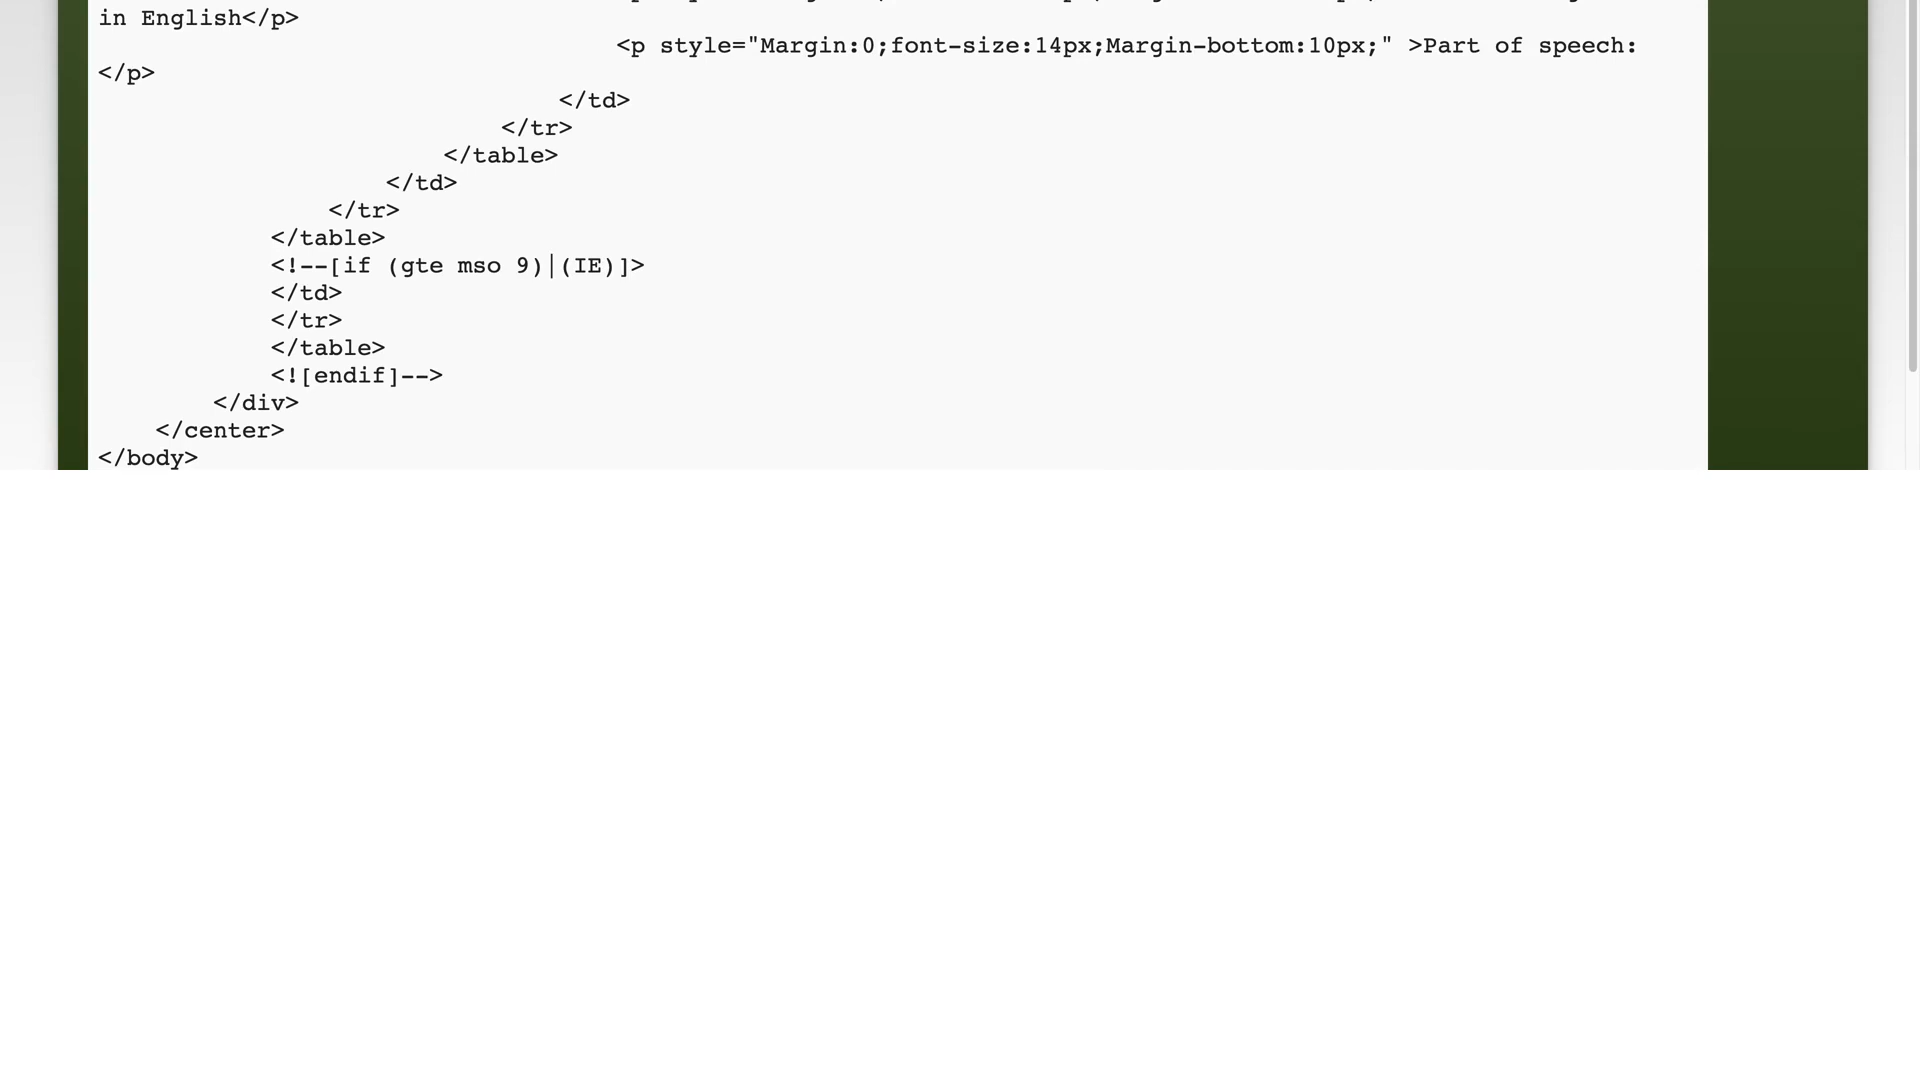 in English</p>
<p style="Margin:0;font-size:14px;Margin-bottom:10px;" >Part of speech:
</p>
</td>
</tr>
</table>
</td>
</tr>
</table>
<!--[if (gte mso 9)|(IE)]>
</td>
</tr>
</table>
<![endif]-->
</div>
</center>
</body>